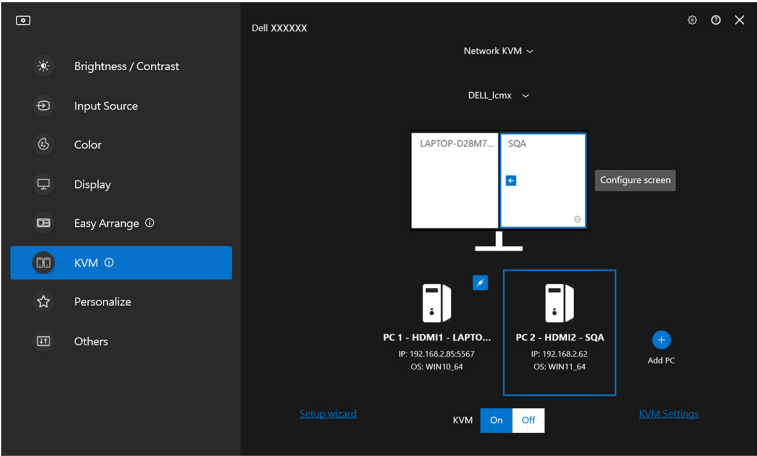 Dell XXXXXX
Network KVM
DELL_lcmx
Brightness / Contrast
Input Source
Color
Display
Easy Arrange
KVM
Personalize
Others
LAPTOP-D28M7...
SQA
Configure screen
PC 1 - HDMI1 - LAPTO...
IP: 192.168.2.85:5567
OS: WIN10_64
PC 2 - HDMI2 - SQA
IP: 192.168.2.62
OS: WIN11_64
Add PC
Setup wizard
KVM
On
Off
KVM Settings